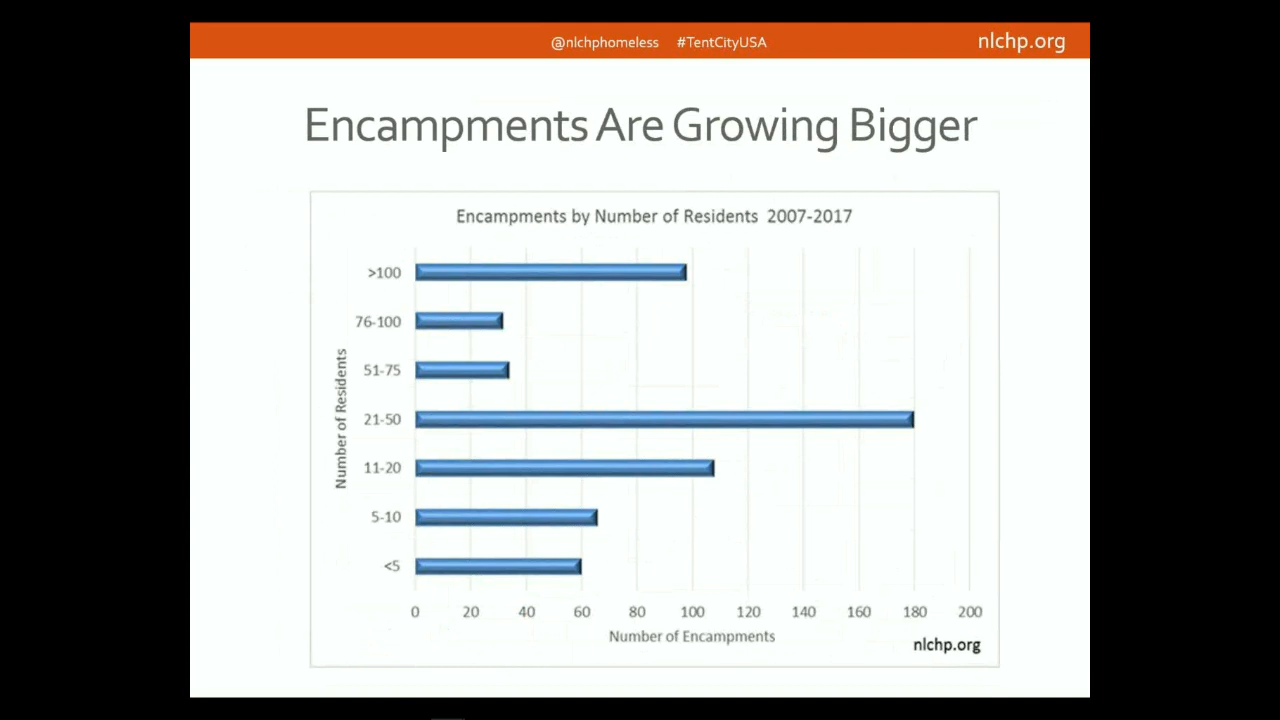 @nlchphomeless #TentCityUSA nlchp.org
Encampments Are Growing Bigger
Encampments by Number of Residents 2007-2017
Number of Residents
>100
76-100
51-75
21-50
11-20
5-10
<5
0 20 40 60 80 100 120 140 160 180 200
Number of Encampments
nlchp.org